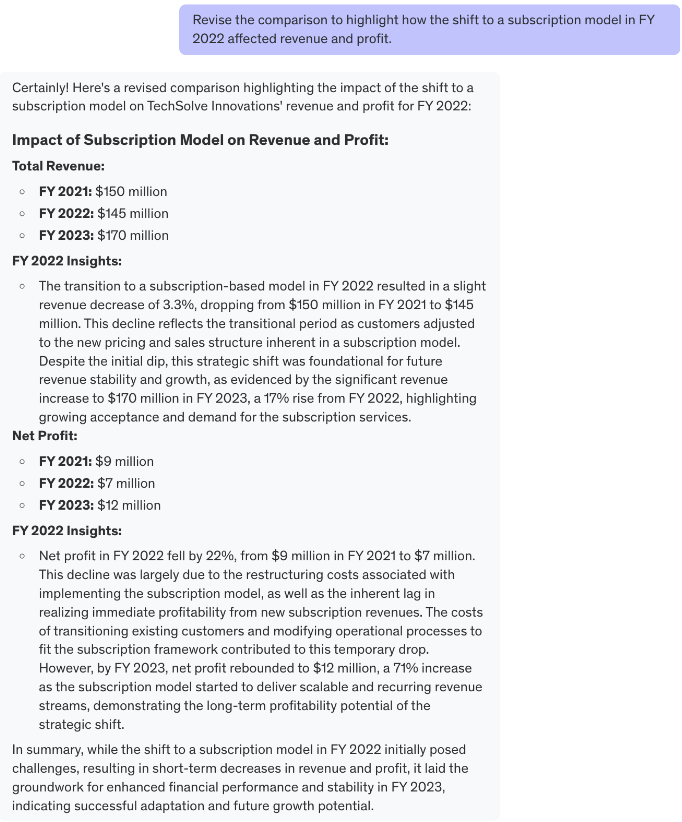 Revise the comparison to highlight how the shift to a subscription model in FY
2022 affected revenue and profit.
Certainly! Here's a revised comparison highlighting the impact of the shift to a
subscription model on TechSolve Innovations' revenue and profit for FY 2022:
Impact of Subscription Model on Revenue and Profit:
Total Revenue:
○ FY 2021: $150 million
○ FY 2022: $145 million
○ FY 2023: $170 million
FY 2022 Insights:
○ The transition to a subscription-based model in FY 2022 resulted in a slight
revenue decrease of 3.3%, dropping from $150 million in FY 2021 to $145
million. This decline reflects the transitional period as customers adjusted
to the new pricing and sales structure inherent in a subscription model.
Despite the initial dip, this strategic shift was foundational for future
revenue stability and growth, as evidenced by the significant revenue
increase to $170 million in FY 2023, a 17% rise from FY 2022, highlighting
growing acceptance and demand for the subscription services.
Net Profit:
○ FY 2021: $9 million
○ FY 2022: $7 million
○ FY 2023: $12 million
FY 2022 Insights:
○ Net profit in FY 2022 fell by 22%, from $9 million in FY 2021 to $7 million.
This decline was largely due to the restructuring costs associated with
implementing the subscription model, as well as the inherent lag in
realizing immediate profitability from new subscription revenues. The costs
of transitioning existing customers and modifying operational processes to
fit the subscription framework contributed to this temporary drop.
However, by FY 2023, net profit rebounded to $12 million, a 71% increase
as the subscription model started to deliver scalable and recurring revenue
streams, demonstrating the long-term profitability potential of the
strategic shift.
In summary, while the shift to a subscription model in FY 2022 initially posed
challenges, resulting in short-term decreases in revenue and profit, it laid the
groundwork for enhanced financial performance and stability in FY 2023,
indicating successful adaptation and future growth potential.